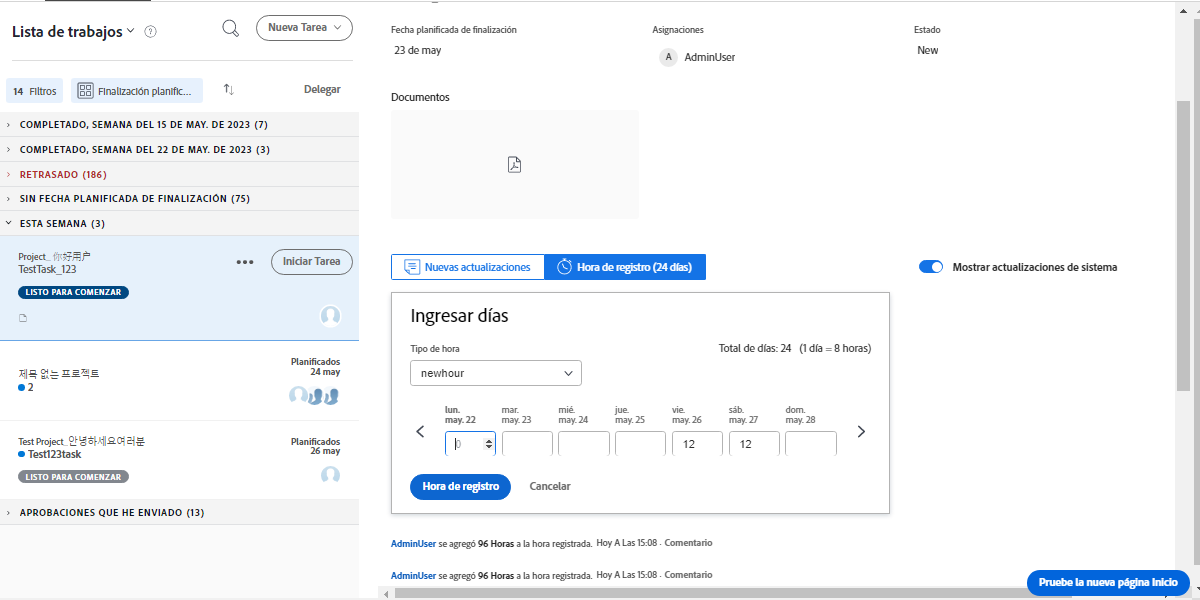 Lista de trabajos
Nueva Tarea
14 Filtros
Finalización planific...
Delegar
COMPLETADO, SEMANA DEL 15 DE MAY. DE 2023 (7)
COMPLETADO, SEMANA DEL 22 DE MAY. DE 2023 (3)
RETRASADO (186)
SIN FECHA PLANIFICADA DE FINALIZACIÓN (75)
ESTA SEMANA (3)
Project_ 你好用户
TestTask_123
Iniciar Tarea
LISTO PARA COMENZAR
제목 없는 프로젝트
2
Planificados
24 may
Test Project_안녕하세요여러분
Test123task
Planificados
26 may
LISTO PARA COMENZAR
APROBACIONES QUE HE ENVIADO (13)
Fecha planificada de finalización
23 de may
Asignaciones
A AdminUser
Estado
New
Documentos
Nuevas actualizaciones
Hora de registro (24 días)
Mostrar actualizaciones de sistema
Ingresar días
Tipo de hora
Total de días: 24 (1 día = 8 horas)
newhour
lun. mar. mié. jue. vie. sáb. dom.
may. 22 may. 23 may. 24 may. 25 may. 26 may. 27 may. 28
0 12 12
Hora de registro
Cancelar
AdminUser se agregó 96 Horas a la hora registrada. Hoy A Las 15:08 · Comentario
AdminUser se agregó 96 Horas a la hora registrada. Hoy A Las 15:08 · Comentario
Pruebe la nueva página Inicio